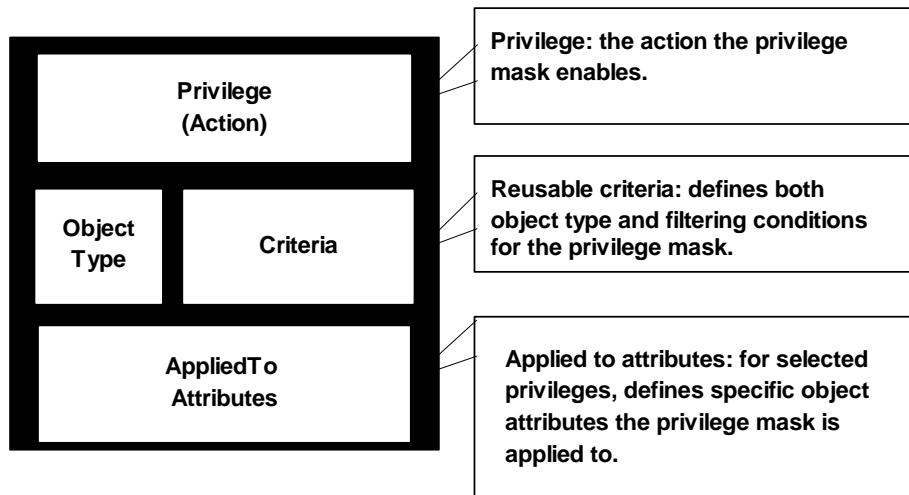 Privilege
(Action)
Privilege: the action the privilege
mask enables.
Object
Type
Criteria
Reusable criteria: defines both
object type and filtering conditions
for the privilege mask.
AppliedTo
Attributes
Applied to attributes: for selected
privileges, defines specific object
attributes the privilege mask is
applied to.